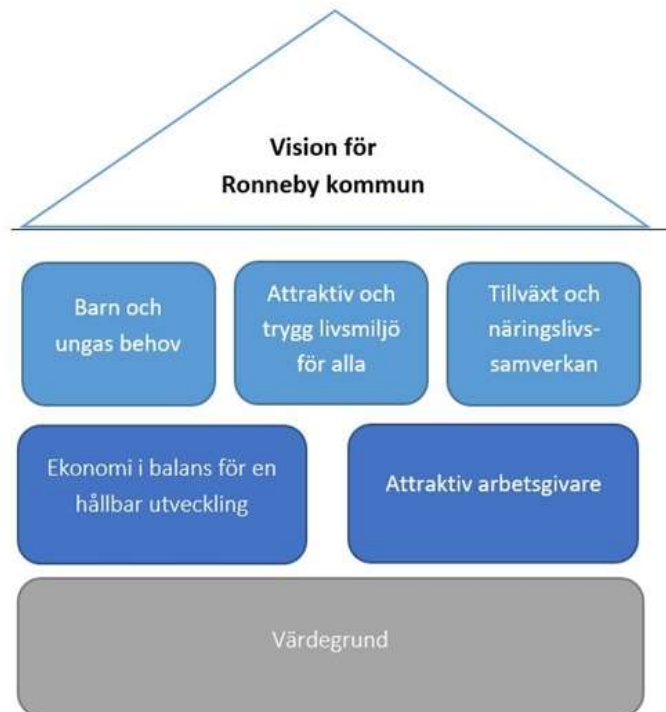 Vision för
Ronneby kommun
Barn och
ungas behov
Attraktiv och
trygg livsmiljö
för alla
Tillväxt och
näringslivs-
samverkan
Ekonomi i balans för en
hållbar utveckling
Attraktiv arbetsgivare
Värdegrund